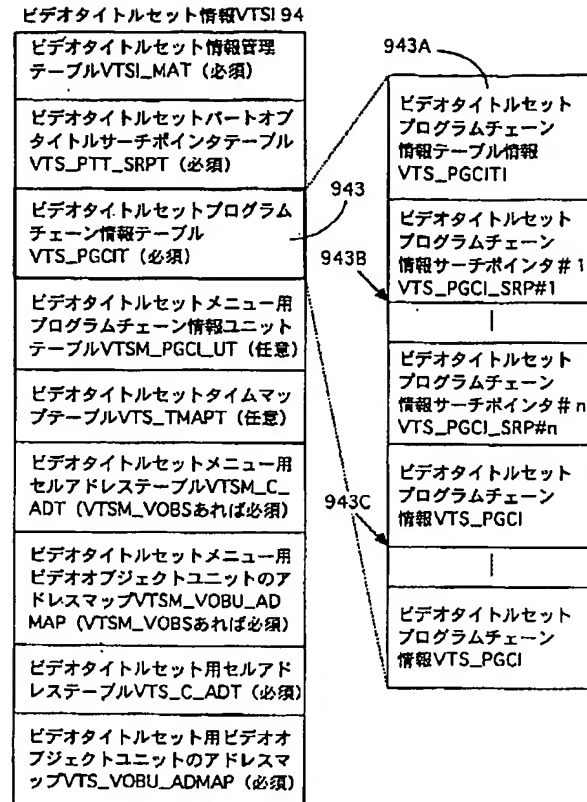 ビデオタイトルセット情報VTSI 94
ビデオタイトルセット情報管理
テーブルVTSI_MAT（必須）
ビデオタイトルセットパートオブ
タイトルサーチポインタテーブル
VTS_PTT_SRPT（必須）
ビデオタイトルセットプログラム
チェーン情報テーブル
VTS_PGCIT（必須）
ビデオタイトルセットメニュー用
プログラムチェーン情報ユニット
テーブルVTSM_PGCI_UT（任意）
ビデオタイトルセットタイムマッ
プテーブルVTS_TMAPT（任意）
ビデオタイトルセットメニュー用
セルアドレステーブルVTSM_C_
ADT（VTSM_VOBSあれば必須）
ビデオタイトルセットメニュー用
ビデオオブジェクトユニットのア
ドレスマップVTSM_VOBU_AD
MAP（VTSM_VOBSあれば必須）
ビデオタイトルセット用セルアド
レステーブルVTS_C_ADT（必須）
ビデオタイトルセット用ビデオオ
ブジェクトユニットのアドレスマ
ップVTS_VOBU_ADMAP（必須）
943
943A
943B
943C
ビデオタイトルセット
プログラムチェーン
情報テーブル情報
VTS_PGCITI
ビデオタイトルセット
プログラムチェーン
情報サーチポインタ＃1
VTS_PGCI_SRP#1
ビデオタイトルセット
プログラムチェーン
情報サーチポインタ＃n
VTS_PGCI_SRP#n
ビデオタイトルセット
プログラムチェーン
情報VTS_PGCI
ビデオタイトルセット
プログラムチェーン
情報VTS_PGCI